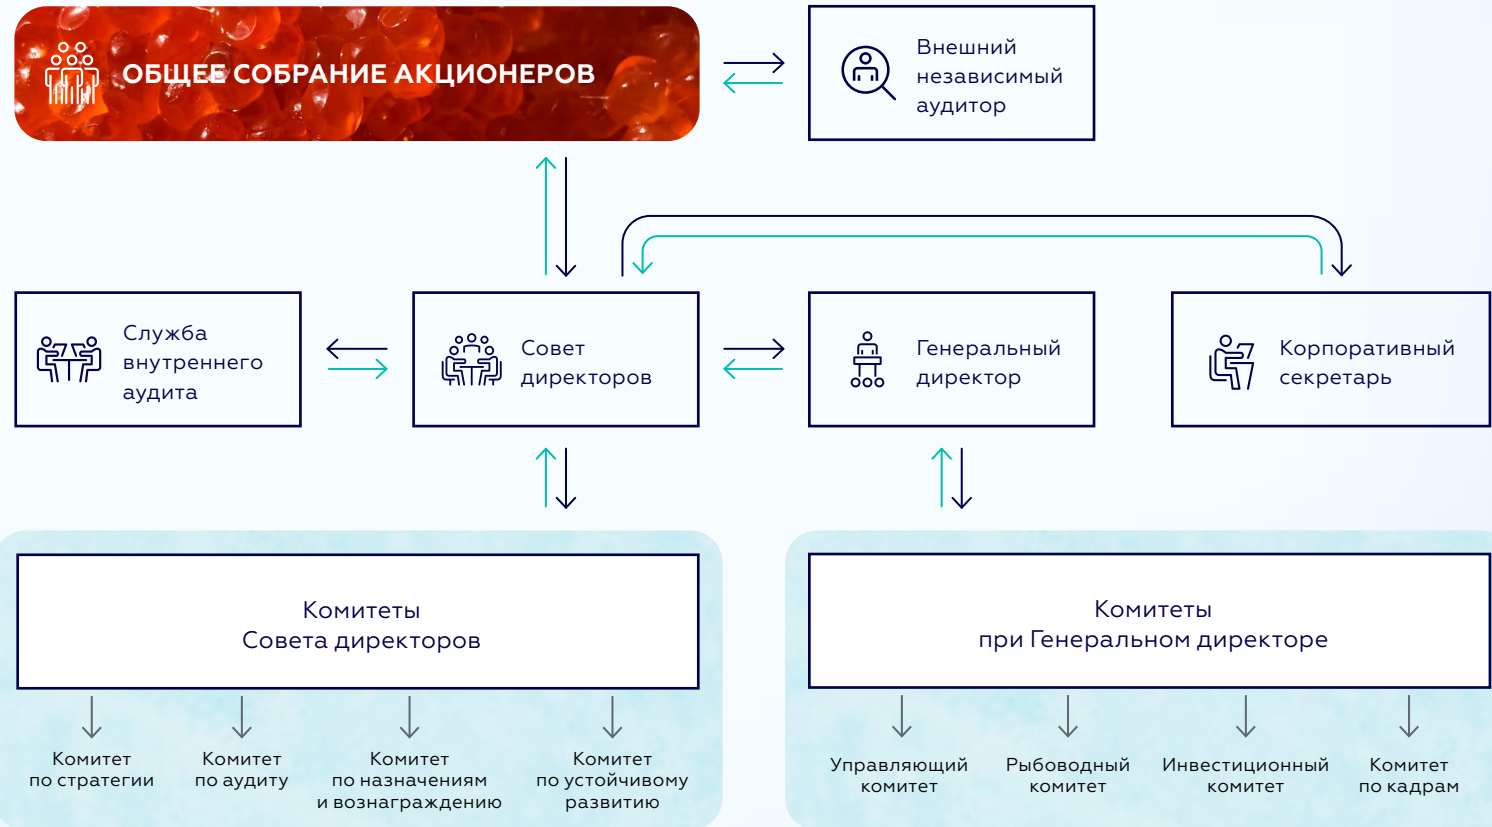 ОБЩЕЕ СОБРАНИЕ АКЦИОНЕРОВ
Внешний
независимый
аудитор
Служба
внутреннего
аудита
Совет
директоров
Генеральный
директор
Корпоративный
секретарь
Комитеты
Совета директоров
Комитет
по стратегии
Комитет
по аудиту
Комитет
по назначениям
и вознаграждению
Комитет
по устойчивому
развитию
Комитеты
при Генеральном директоре
Управляющий
комитет
Рыбоводный
комитет
Инвестиционный
комитет
Комитет
по кадрам